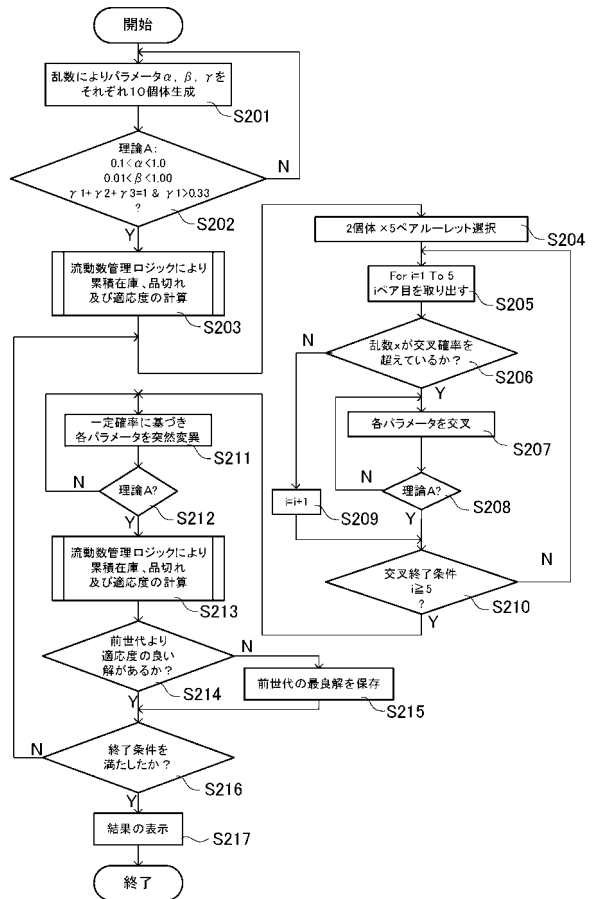 開始
乱数によりパラメータα, β, γを
それぞれ10個体生成
S201
理論A:
0.1<α<1.0
0.01<β<1.00
γ1+γ2+γ3=1 & γ1>0.33
?
N
S202
Y
流動数管理ロジックにより
累積在庫、品切れ
及び適応度の計算
S203
2個体×5ペアルーレット選択
S204
For i=1 To 5
iペア目を取り出す
S205
N
乱数xが交叉確率を
超えているか?
S206
Y
各パラメータを交叉
S207
N
理論A?
S208
Y
i=i+1
S209
N
交叉終了条件
i≧5
?
S210
Y
一定確率に基づき
各パラメータを突然変異
S211
N
理論A?
S212
Y
流動数管理ロジックにより
累積在庫、品切れ
及び適応度の計算
S213
前世代より
適応度の良い
解があるか?
N
S214
Y
前世代の最良解を保存
S215
N
終了条件を
満たしたか?
S216
Y
結果の表示
S217
終了